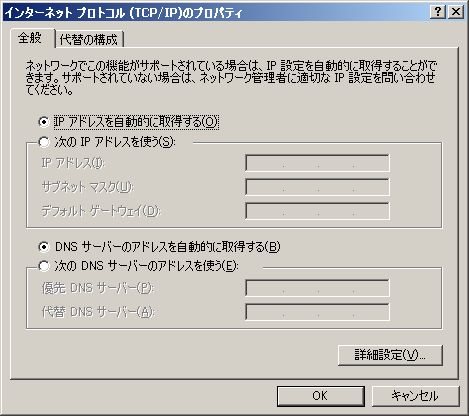 インターネット プロトコル (TCP/IP)のプロパティ
全般 代替の構成
ネットワークでこの機能がサポートされている場合は、IP 設定を自動的に取得することがで
きます。サポートされていない場合は、ネットワーク管理者に適切な IP 設定を問い合わせ
てください。
IP アドレスを自動的に取得する(O)
次の IP アドレスを使う(S):
IP アドレス(I):
サブネット マスク(U):
デフォルト ゲートウェイ(D):
DNS サーバーのアドレスを自動的に取得する(B)
次の DNS サーバーのアドレスを使う(E):
優先 DNS サーバー(P):
代替 DNS サーバー(A):
詳細設定(V)...
OK キャンセル